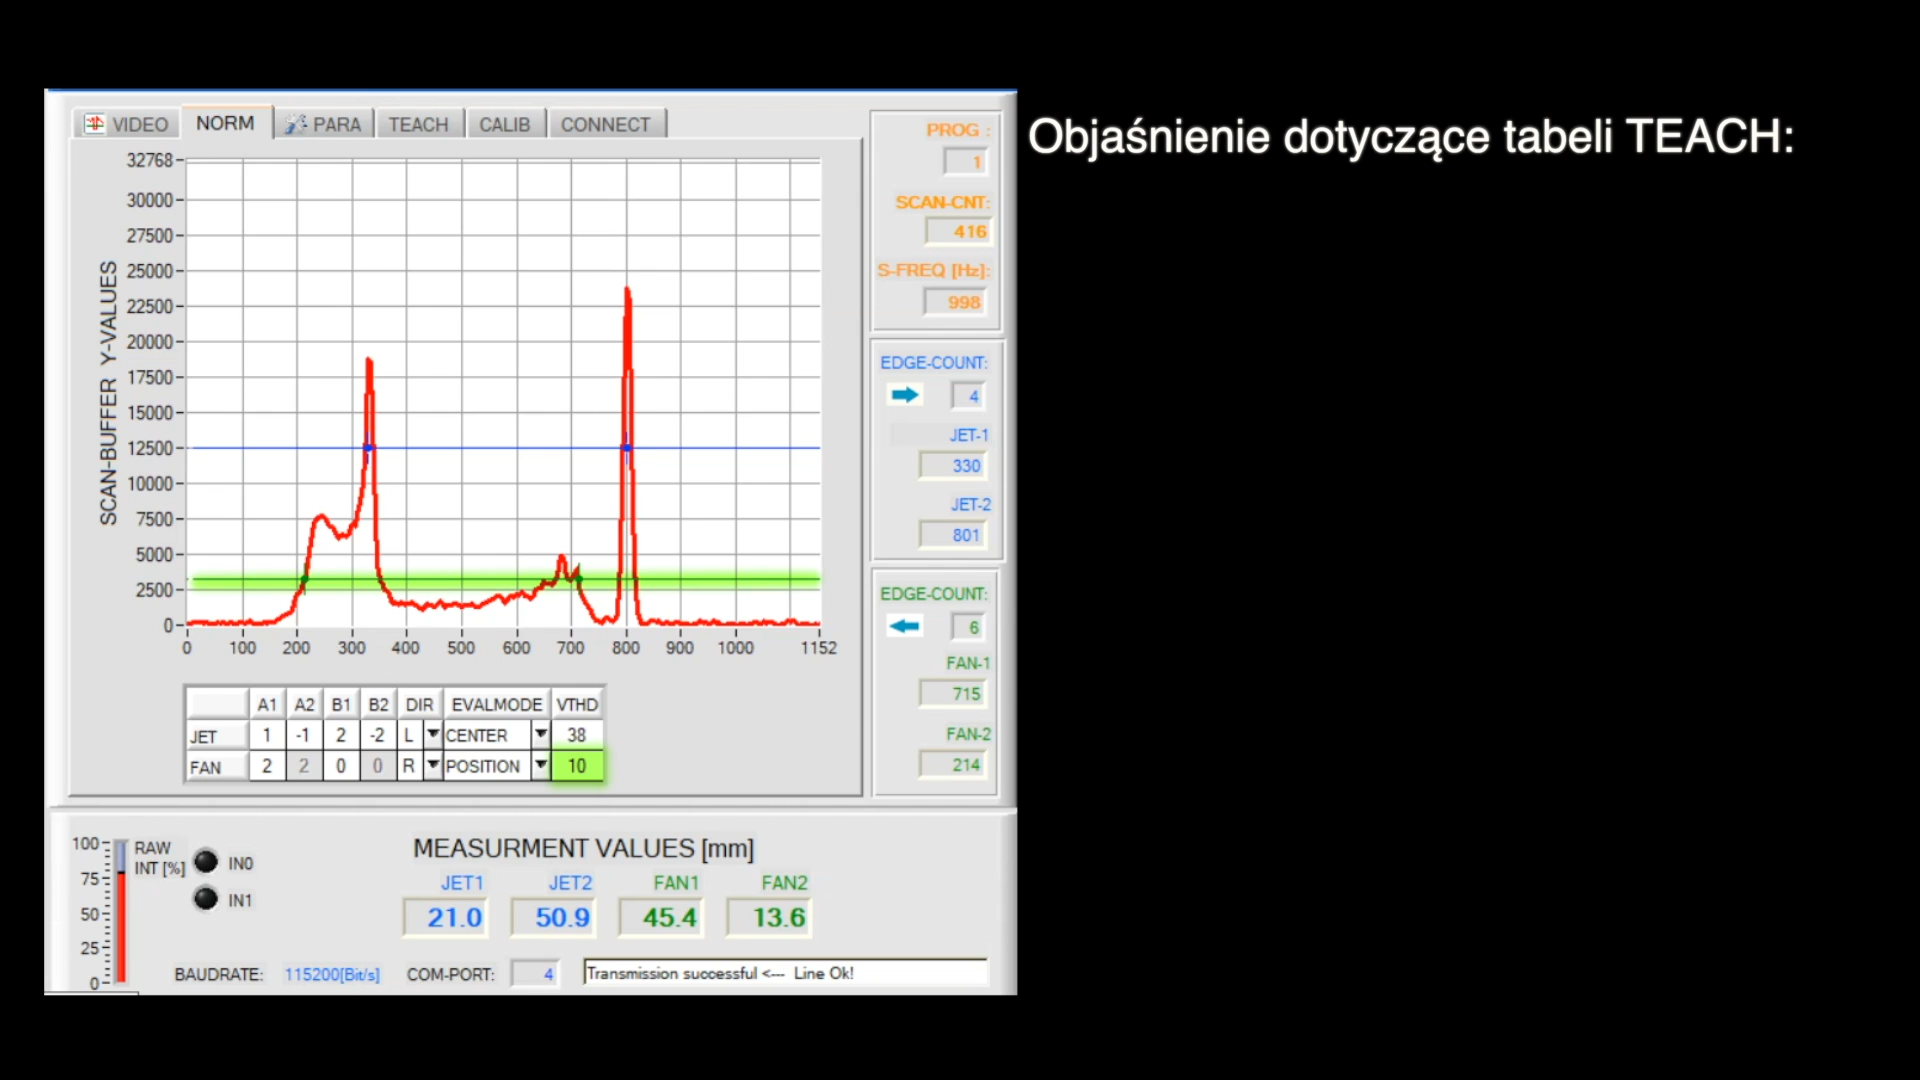 VIDEO NORM PARA TEACH CALIB CONNECT
Objaśnienie dotyczące tabeli TEACH:
SCAN-BUFFER Y-VALUES
32768
30000
27500
25000
22500
20000
17500
15000
12500
10000
7500
5000
2500
0
0 100 200 300 400 500 600 700 800 900 1000 1152
PROG :
1
SCAN-CNT:
416
S-FREQ [Hz]:
998
EDGE-COUNT:
4
JET-1
330
JET-2
801
EDGE-COUNT:
6
FAN-1
715
FAN-2
214
A1 A2 B1 B2 DIR EVALMODE VTHD
JET 1 -1 2 -2 L CENTER 38
FAN 2 2 0 0 R POSITION 10
100
75
50
25
0
RAW
INT [%]
IN0
IN1
MEASURMENT VALUES [mm]
JET1 JET2 FAN1 FAN2
21.0 50.9 45.4 13.6
BAUDRATE: 115200[Bit/s] COM-PORT: 4 Transmission successful <--- Line Ok!